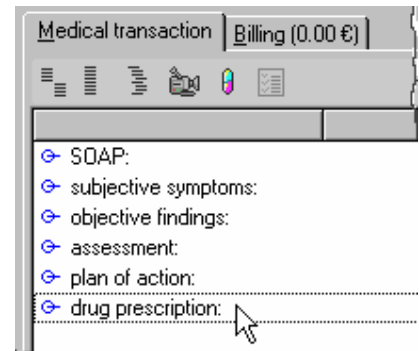 Medical transaction Billing (0.00 €)
SOAP:
subjective symptoms:
objective findings:
assessment:
plan of action:
drug prescription: